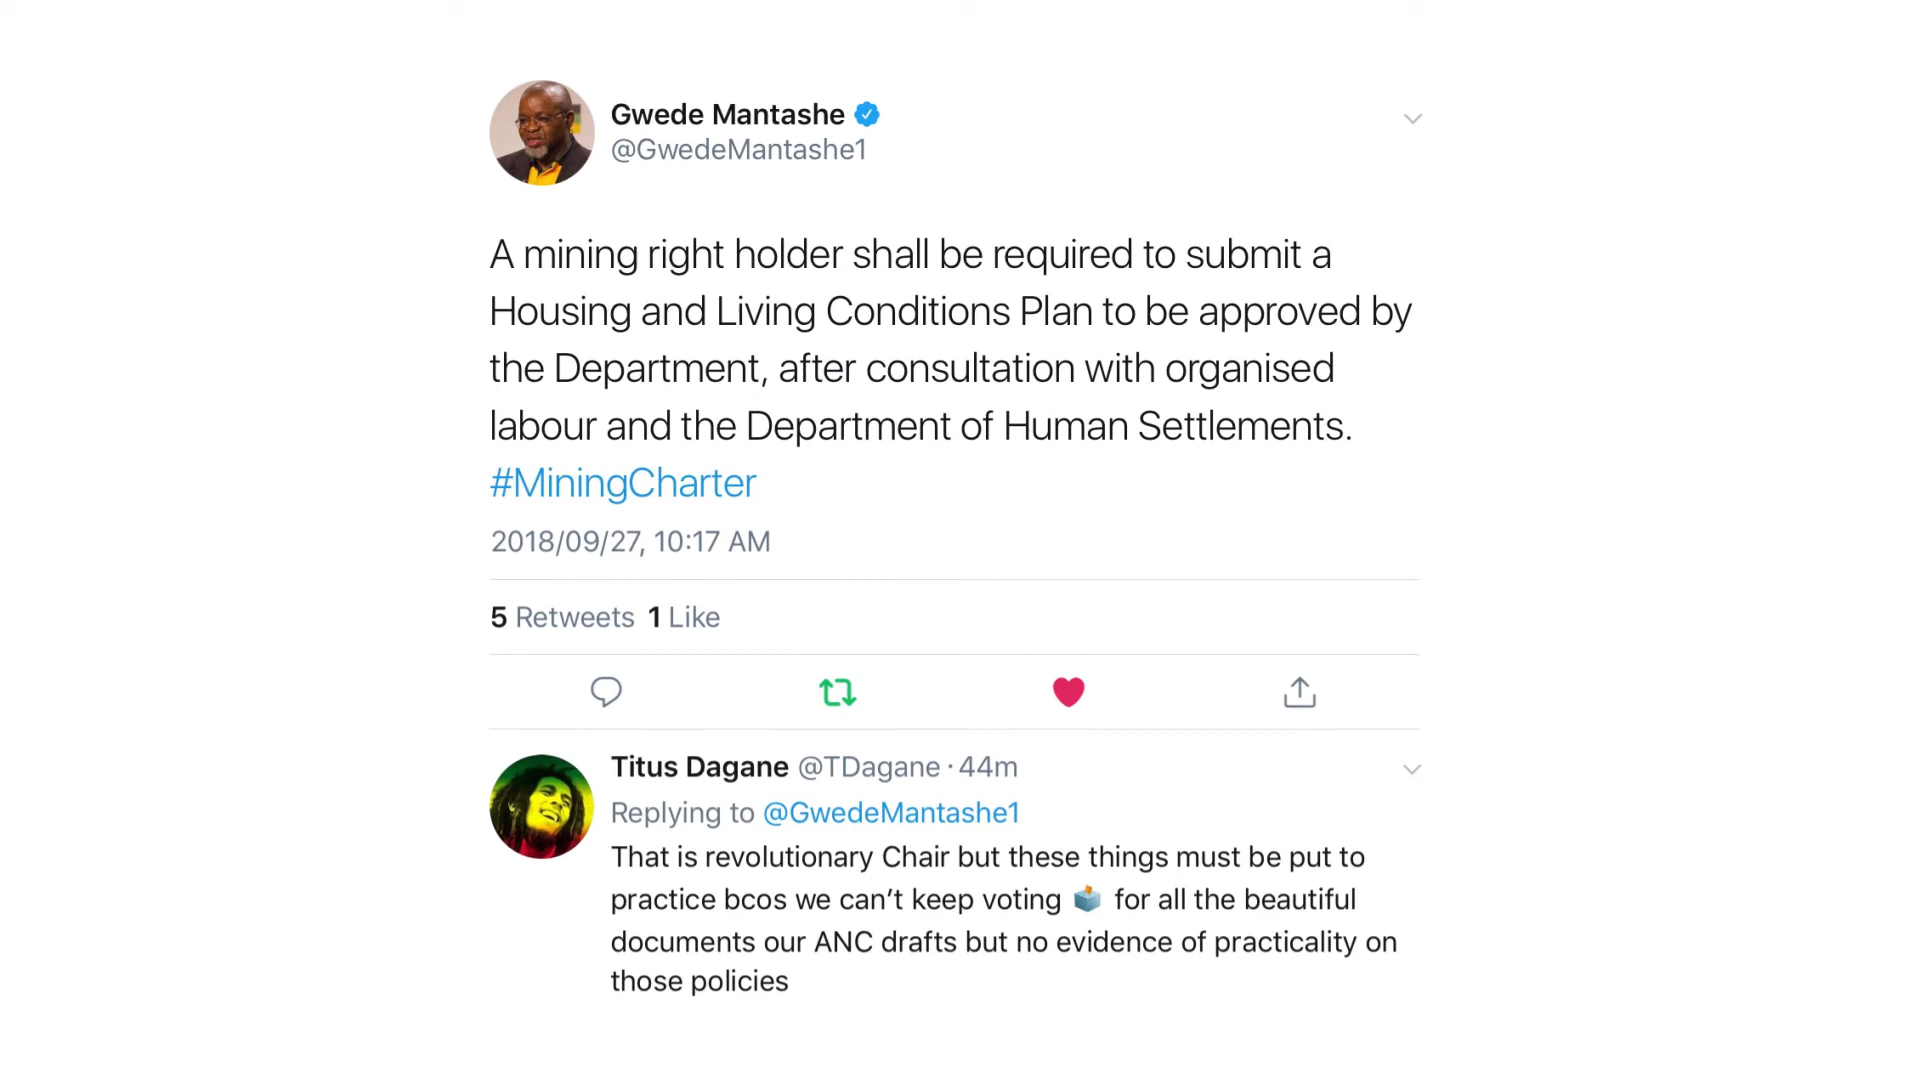 Gwede Mantashe
@GwedeMantashe1
A mining right holder shall be required to submit a
Housing and Living Conditions Plan to be approved by
the Department, after consultation with organised
labour and the Department of Human Settlements.
#MiningCharter
2018/09/27, 10:17 AM
5 Retweets 1 Like
Titus Dagane @TDagane · 44m
Replying to @GwedeMantashe1
That is revolutionary Chair but these things must be put to
practice bcos we can’t keep voting 🗳 for all the beautiful
documents our ANC drafts but no evidence of practicality on
those policies